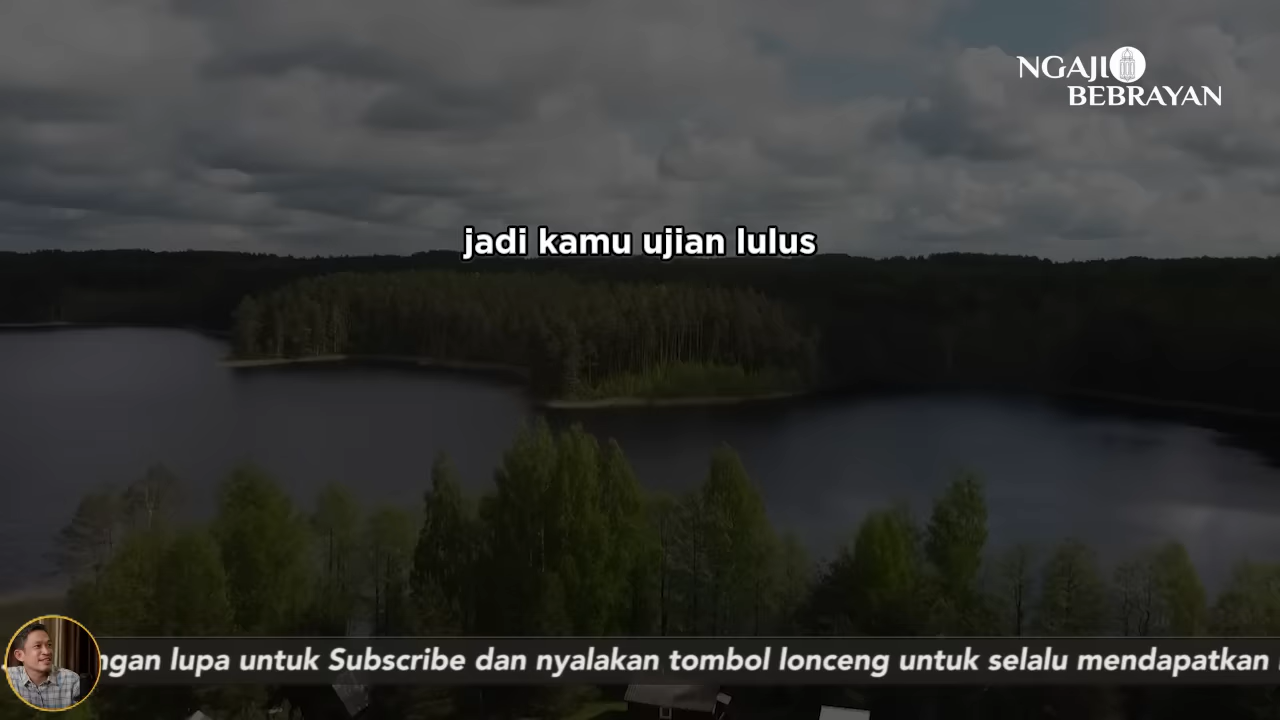 NGAJI
BEBRAYAN
jadi kamu ujian lulus
ngan lupa untuk Subscribe dan nyalakan tombol lonceng untuk selalu mendapatkan